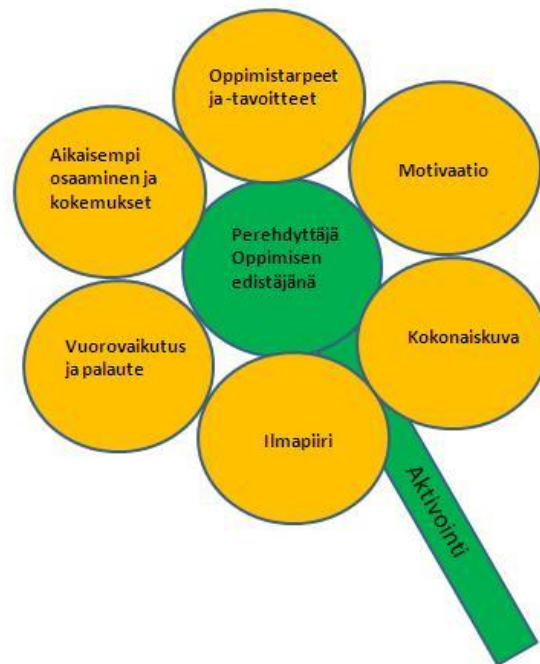 Oppimistarpeet
ja -tavoitteet
Motivaatio
Aikaisempi
osaaminen ja
kokemukset
Perehdyttäjä
Oppimisen
edistäjänä
Kokonaiskuva
Vuorovaikutus
ja palaute
Ilmapiiri
Aktivointi